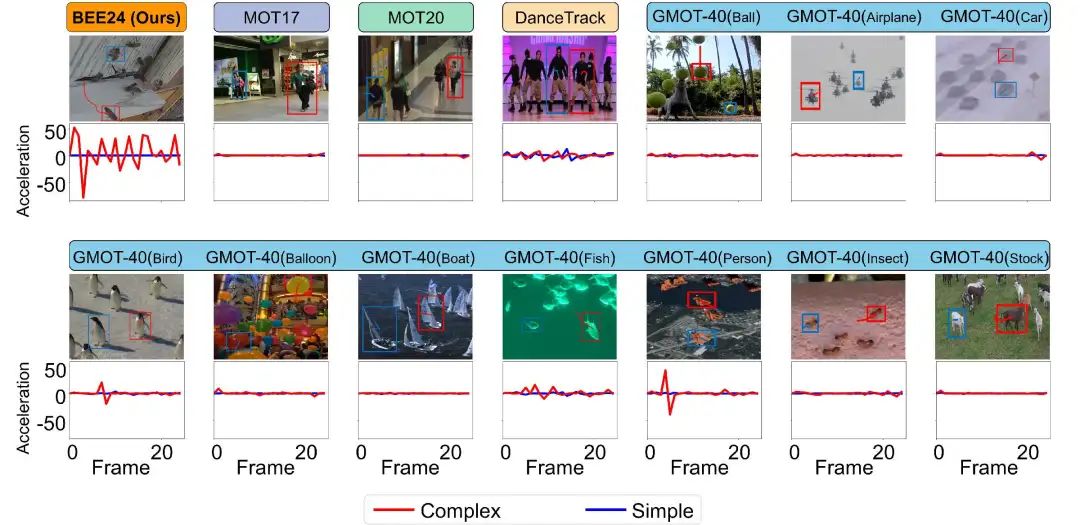 BEE24 (Ours) MOT17 MOT20 DanceTrack GMOT-40(Ball) GMOT-40(Airplane) GMOT-40(Car)
Acceleration
50
0
-50
GMOT-40(Bird) GMOT-40(Balloon) GMOT-40(Boat) GMOT-40(Fish) GMOT-40(Person) GMOT-40(Insect) GMOT-40(Stock)
Acceleration
50
0
-50
0 20 0 20 0 20 0 20 0 20 0 20 0 20
Frame Frame Frame Frame Frame Frame Frame
Complex Simple